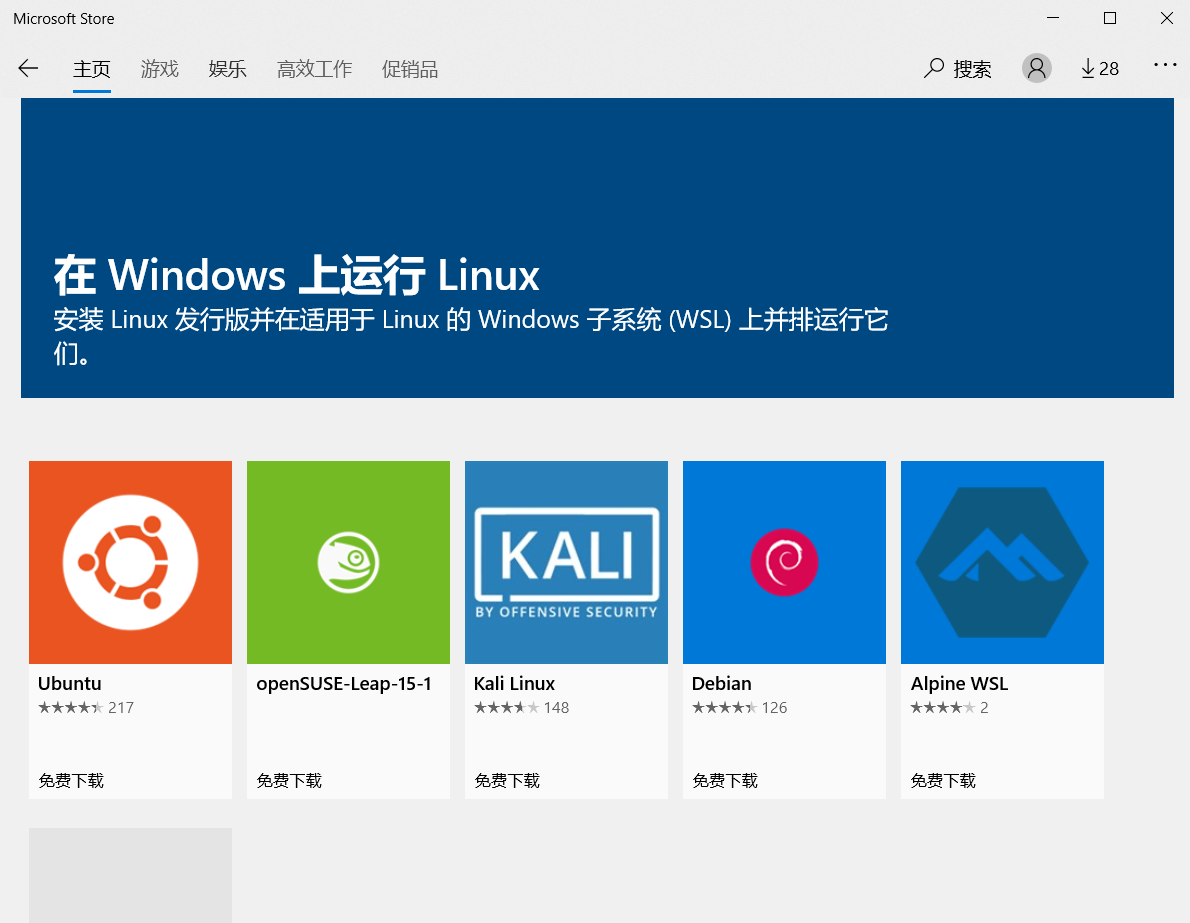 Microsoft Store
主页 游戏 娱乐 高效工作 促销品 搜索 28
在 Windows 上运行 Linux
安装 Linux 发行版并在适用于 Linux 的 Windows 子系统 (WSL) 上并排运行它
们。
KALI
BY OFFENSIVE SECURITY
Ubuntu openSUSE-Leap-15-1 Kali Linux Debian Alpine WSL
217 148 126 2
免费下载 免费下载 免费下载 免费下载 免费下载